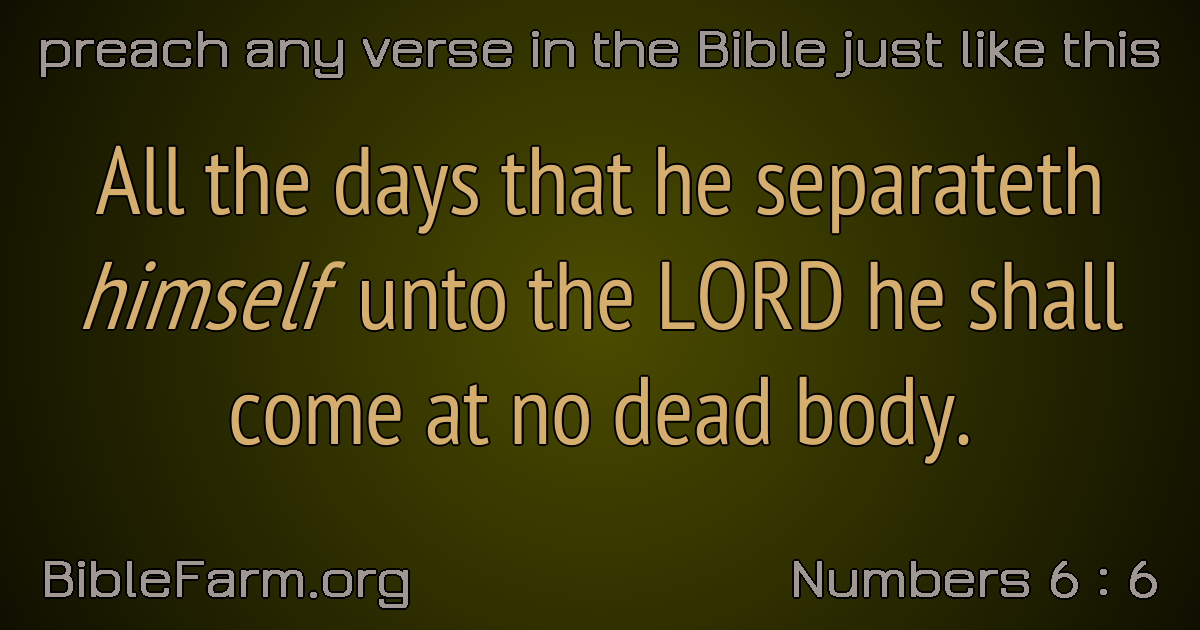 preach any verse in the Bible just like this
All the days that he separateth
himself unto the LORD he shall
come at no dead body.
BibleFarm.org
Numbers 6 : 6